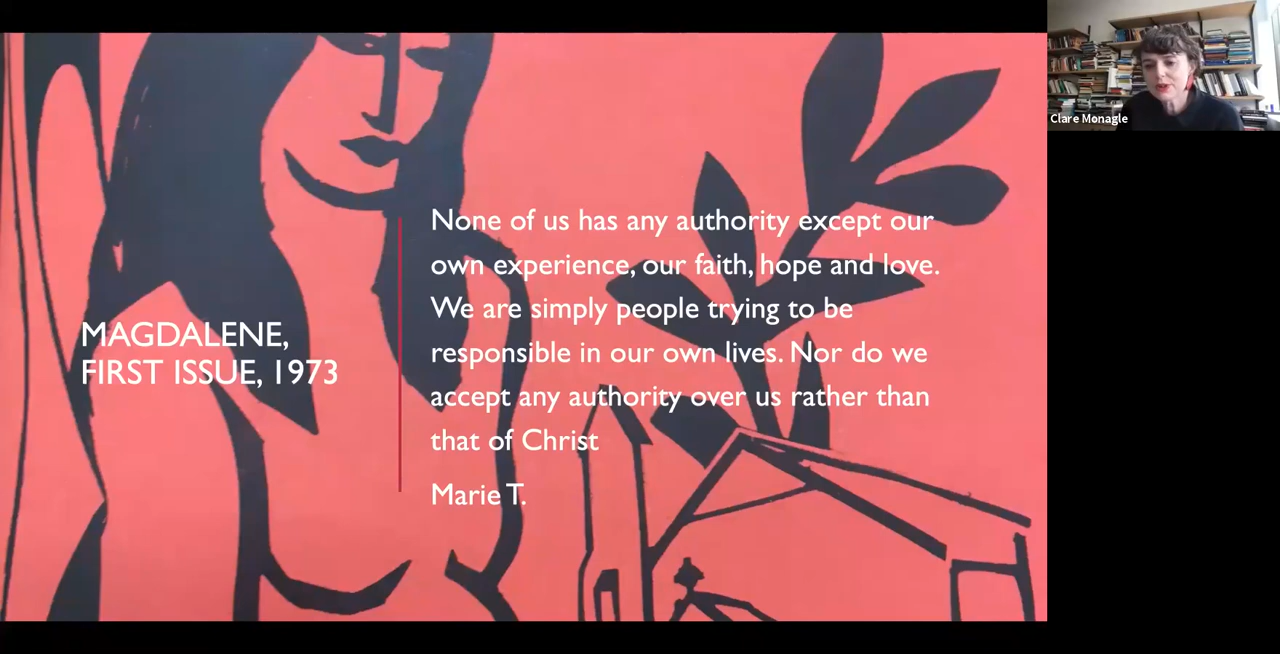 MAGDALENE,
FIRST ISSUE, 1973
None of us has any authority except our
own experience, our faith, hope and love.
We are simply people trying to be
responsible in our own lives. Nor do we
accept any authority over us rather than
that of Christ
Marie T.
Clare Monagle